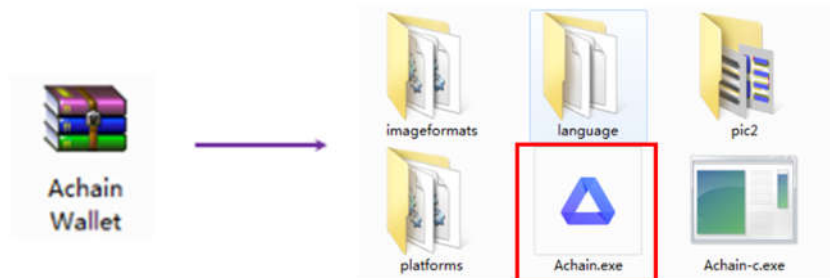 Achain
Wallet
imageformats
language
pic2
platforms
Achain.exe
Achain-c.exe